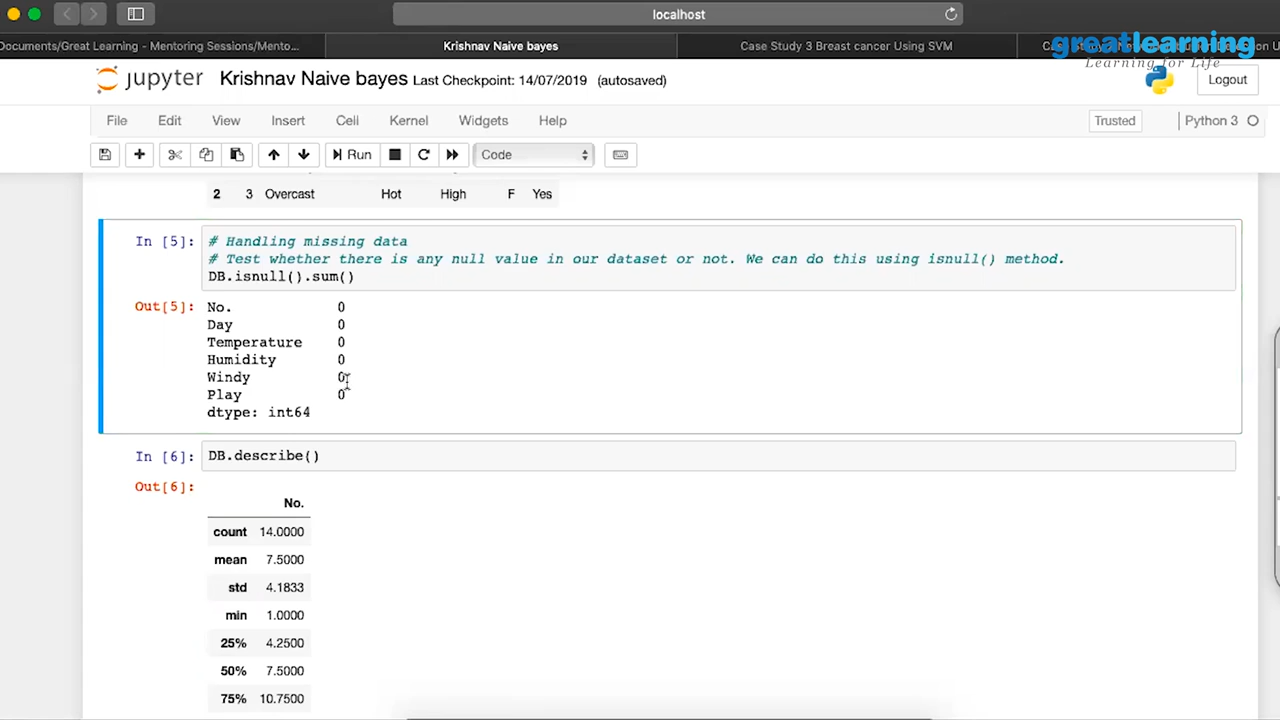 localhost
Documents/Great Learning - Mentoring Sessions/Mento...
Krishnav Naive bayes
Case Study 3 Breast cancer Using SVM
greatlearning
Learning for Life
jupyter Krishnav Naive bayes Last Checkpoint: 14/07/2019 (autosaved)
Logout
File Edit View Insert Cell Kernel Widgets Help
Trusted Python 3
Run Code
2 3 Overcast Hot High F Yes
In [5]: # Handling missing data
# Test whether there is any null value in our dataset or not. We can do this using isnull() method.
DB.isnull().sum()
Out[5]: No. 0
Day 0
Temperature 0
Humidity 0
Windy 0
Play 0
dtype: int64
In [6]: DB.describe()
Out[6]:
No.
count 14.0000
mean 7.5000
std 4.1833
min 1.0000
25% 4.2500
50% 7.5000
75% 10.7500